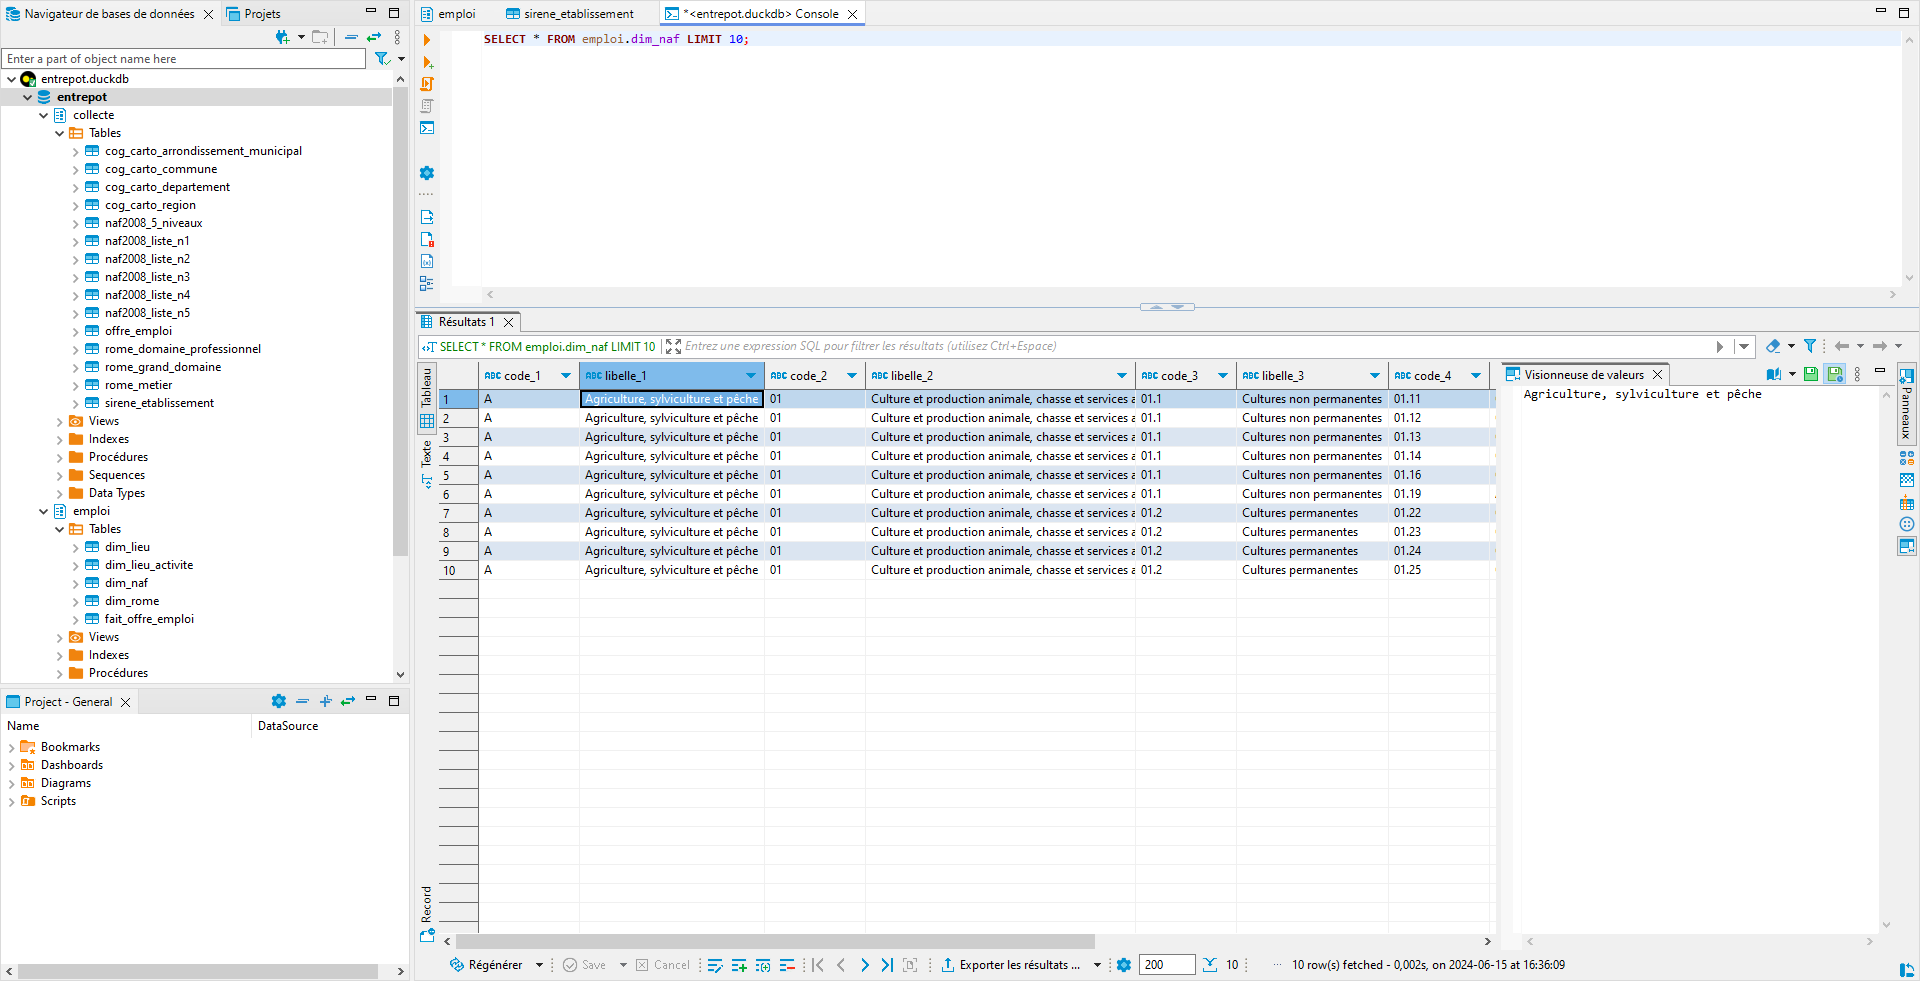 Navigateur de bases de données
Projets
Enter a part of object name here
entrepot.duckdb
entrepot
collecte
Tables
cog_carto_arrondissement_municipal
cog_carto_commune
cog_carto_departement
cog_carto_region
naf2008_5_niveaux
naf2008_liste_n1
naf2008_liste_n2
naf2008_liste_n3
naf2008_liste_n4
naf2008_liste_n5
offre_emploi
rome_domaine_professionnel
rome_grand_domaine
rome_metier
sirene_etablissement
Views
Indexes
Procédures
Sequences
Data Types
emploi
Tables
dim_lieu
dim_lieu_activite
dim_naf
dim_rome
fait_offre_emploi
Views
Indexes
Procédures
Project - General
Name DataSource
Bookmarks
Dashboards
Diagrams
Scripts
emploi sirene_etablissement *<entrepot.duckdb> Console
SELECT * FROM emploi.dim_naf LIMIT 10;
Résultats 1
SELECT * FROM emploi.dim_naf LIMIT 10 Entrez une expression SQL pour filtrer les résultats (utilisez Ctrl+Espace)
Tableau
Texte
Record
ABC code_1 ABC libelle_1 ABC code_2 ABC libelle_2 ABC code_3 ABC libelle_3 ABC code_4
1 A Agriculture, sylviculture et pêche 01 Culture et production animale, chasse et services a 01.1 Cultures non permanentes 01.11
2 A Agriculture, sylviculture et pêche 01 Culture et production animale, chasse et services a 01.1 Cultures non permanentes 01.12
3 A Agriculture, sylviculture et pêche 01 Culture et production animale, chasse et services a 01.1 Cultures non permanentes 01.13
4 A Agriculture, sylviculture et pêche 01 Culture et production animale, chasse et services a 01.1 Cultures non permanentes 01.14
5 A Agriculture, sylviculture et pêche 01 Culture et production animale, chasse et services a 01.1 Cultures non permanentes 01.16
6 A Agriculture, sylviculture et pêche 01 Culture et production animale, chasse et services a 01.1 Cultures non permanentes 01.19
7 A Agriculture, sylviculture et pêche 01 Culture et production animale, chasse et services a 01.2 Cultures permanentes 01.22
8 A Agriculture, sylviculture et pêche 01 Culture et production animale, chasse et services a 01.2 Cultures permanentes 01.23
9 A Agriculture, sylviculture et pêche 01 Culture et production animale, chasse et services a 01.2 Cultures permanentes 01.24
10 A Agriculture, sylviculture et pêche 01 Culture et production animale, chasse et services a 01.2 Cultures permanentes 01.25
Visionneuse de valeurs
Agriculture, sylviculture et pêche
Panneaux
Régénérer Save Cancel Exporter les résultats ... 200 10 10 row(s) fetched - 0,002s, on 2024-06-15 at 16:36:09